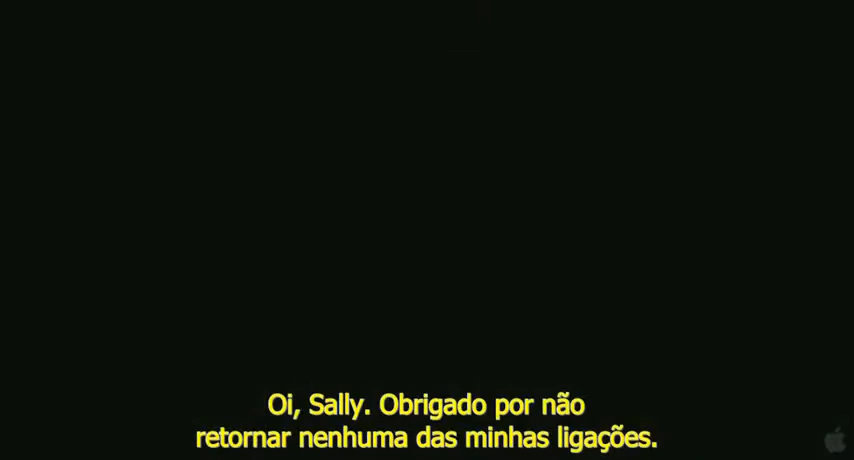 Oi, Sally. Obrigado por não
retornar nenhuma das minhas ligações.